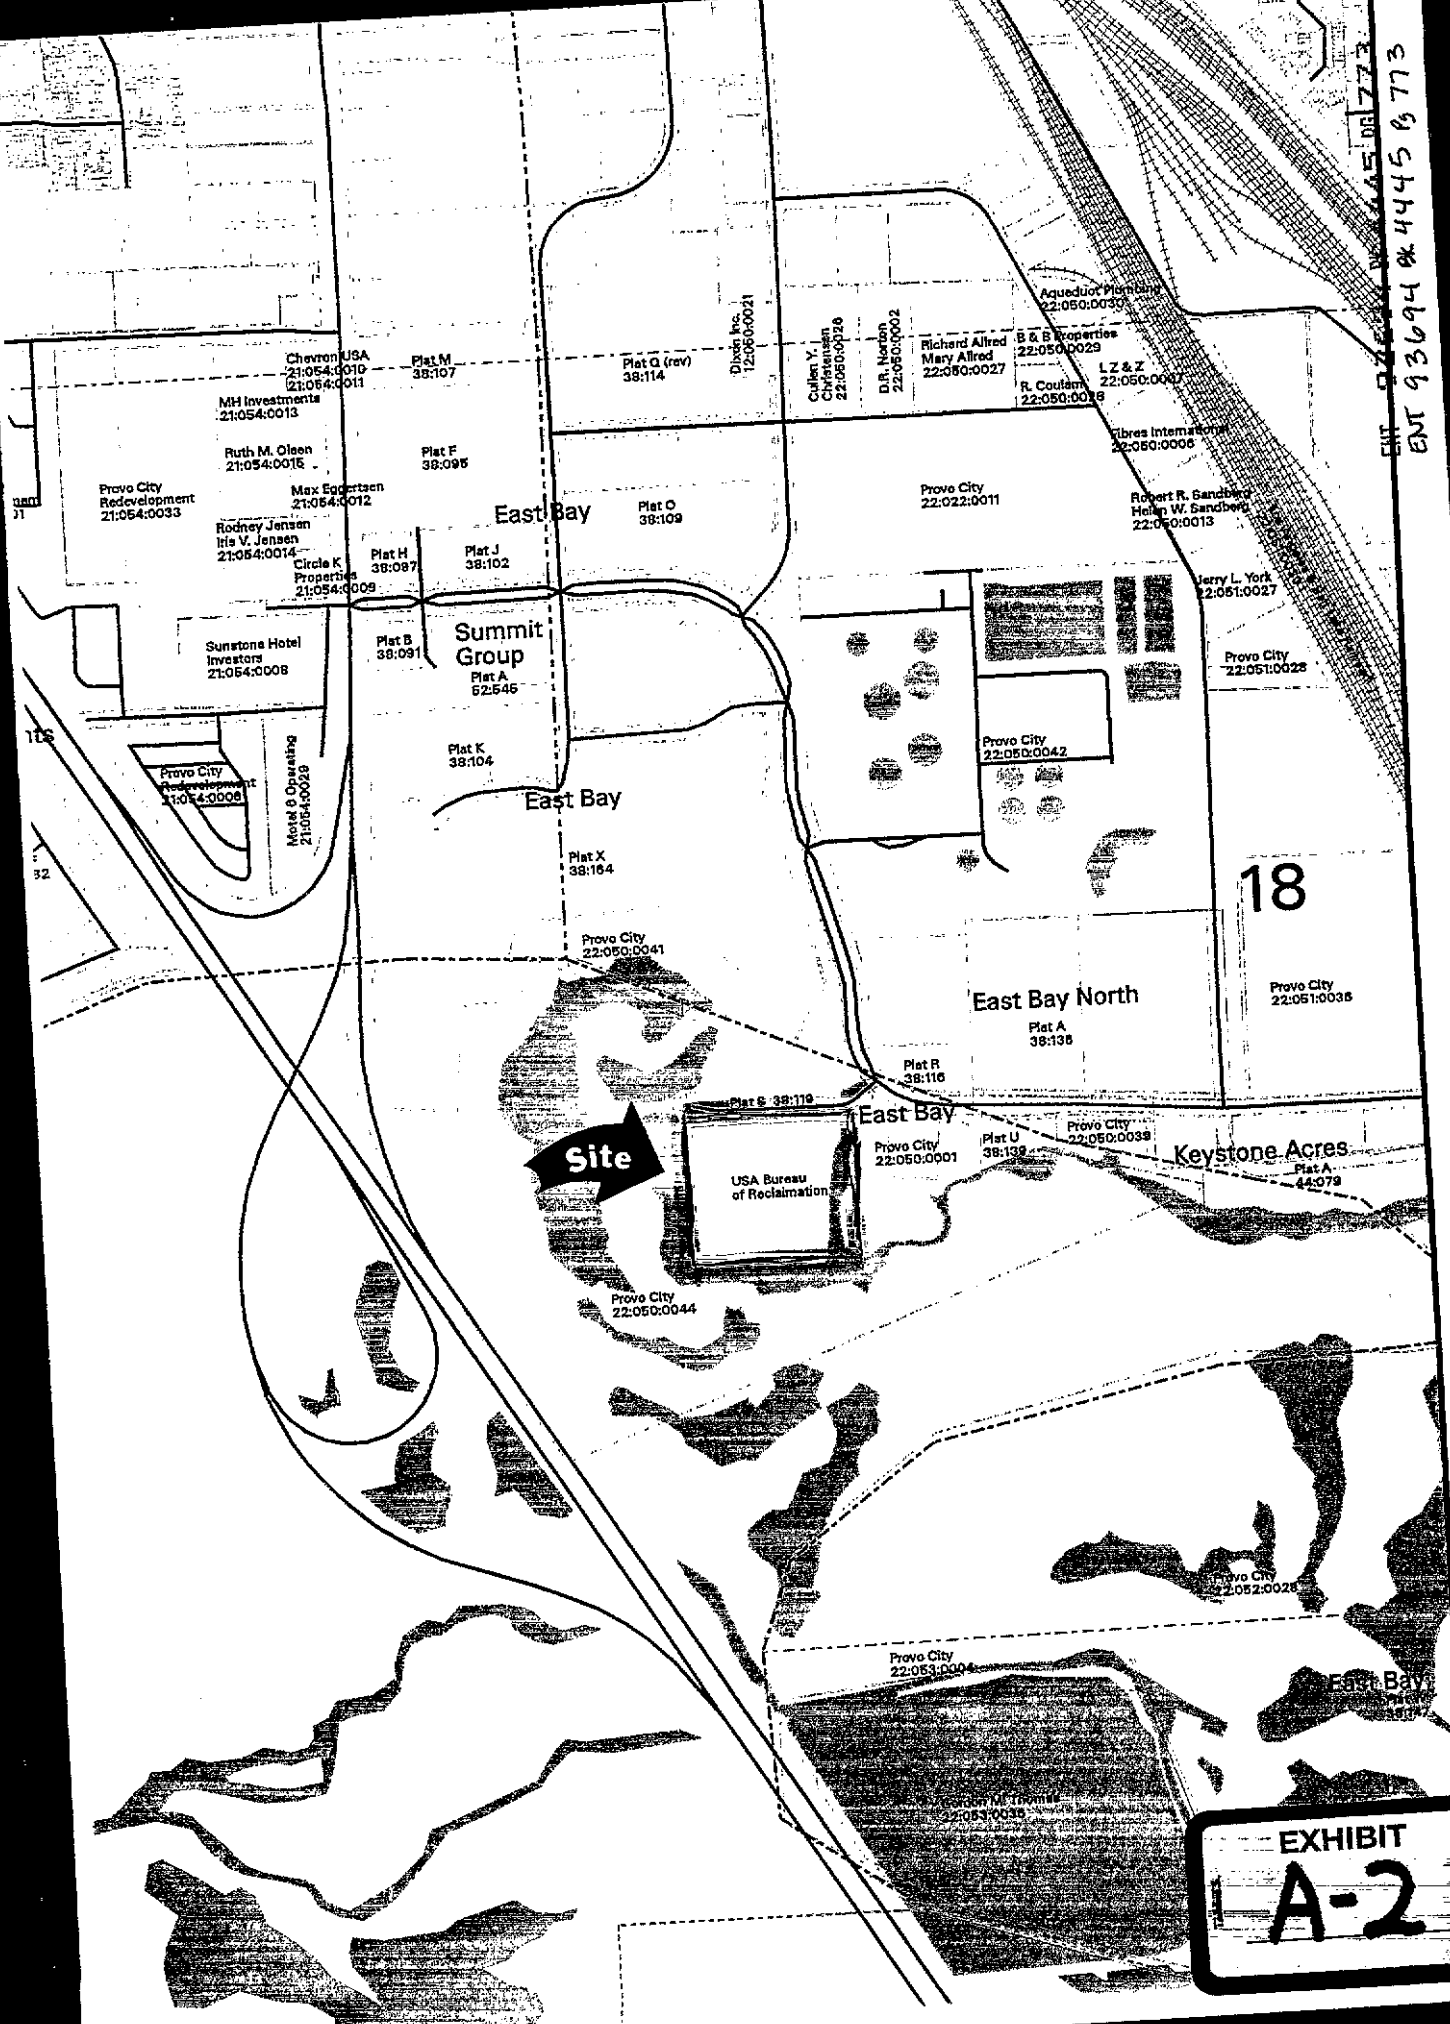 ENT 93694 BK 4445 PG 773
Aqueduct Plumbing
22:050:0030
Chevron USA
21:054:0010
21:054:0011
Plat M
38:107
Plat Q (rev)
38:114
Dixon Inc.
Cullen Y.
Christensen
22:050:0026
D.R. Norton
22:050:0002
Richard Allred
Mary Allred
22:050:0027
B & B Properties
22:050:0029
L Z & Z
R. Coulam
22:050:0028
MH Investments
21:054:0013
Ruth M. Olsen
21:054:0015
Plat F
38:095
Fibres International
22:050:0006
Provo City
Redevelopment
21:054:0033
Max Eggertsen
21:054:0012
East Bay
Plat O
38:109
Provo City
22:022:0011
Robert R. Sandberg
Helen W. Sandberg
22:050:0013
Rodney Jensen
Iris V. Jensen
21:054:0014
Circle K
Properties
21:054:0009
Plat H
38:097
Plat J
38:102
Jerry L. York
22:051:0027
Sunstone Hotel
Investors
21:054:0008
Plat B
38:091
Summit
Group
Plat A
52:545
Provo City
22:051:0028
Provo City
Redevelopment
21:054:0006
Motel 6 Operating
21:054:0029
Plat K
38:104
Provo City
22:050:0042
East Bay
Plat X
38:164
18
Provo City
22:050:0041
East Bay North
Plat A
38:138
Provo City
22:051:0036
Plat R
38:116
Plat S 38:119
East Bay
Provo City
22:050:0001
Plat U
38:139
Provo City
22:050:0039
Keystone Acres
Plat A
44:079
Site
USA Bureau
of Reclaimation
Provo City
22:050:0044
Provo City
22:052:0028
Provo City
22:053:0004
East Bay
22:053:0036
EXHIBIT
A-2